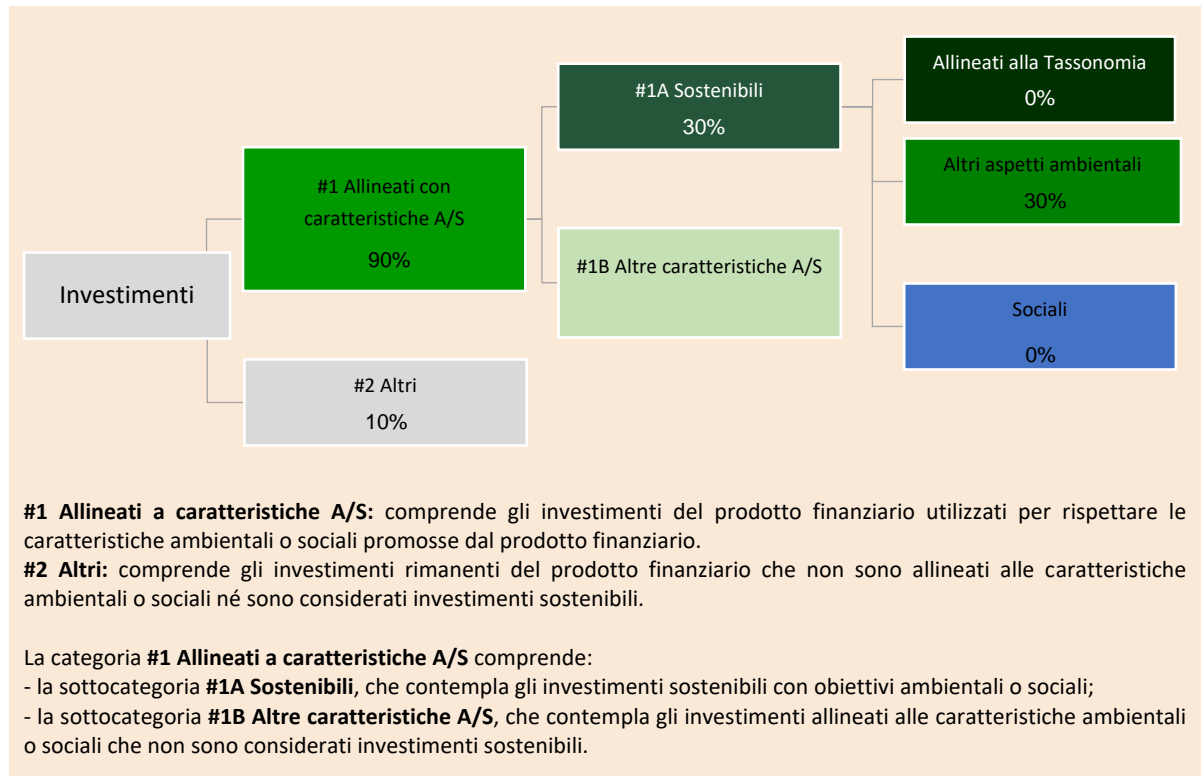 Investimenti
#1 Allineati con
caratteristiche A/S
90%
#2 Altri
10%
#1A Sostenibili
30%
#1B Altre caratteristiche A/S
Allineati alla Tassonomia
0%
Altri aspetti ambientali
30%
Sociali
0%
#1 Allineati a caratteristiche A/S: comprende gli investimenti del prodotto finanziario utilizzati per rispettare le
caratteristiche ambientali o sociali promosse dal prodotto finanziario.
#2 Altri: comprende gli investimenti rimanenti del prodotto finanziario che non sono allineati alle caratteristiche
ambientali o sociali né sono considerati investimenti sostenibili.
La categoria #1 Allineati a caratteristiche A/S comprende:
- la sottocategoria #1A Sostenibili, che contempla gli investimenti sostenibili con obiettivi ambientali o sociali;
- la sottocategoria #1B Altre caratteristiche A/S, che contempla gli investimenti allineati alle caratteristiche ambientali
o sociali che non sono considerati investimenti sostenibili.